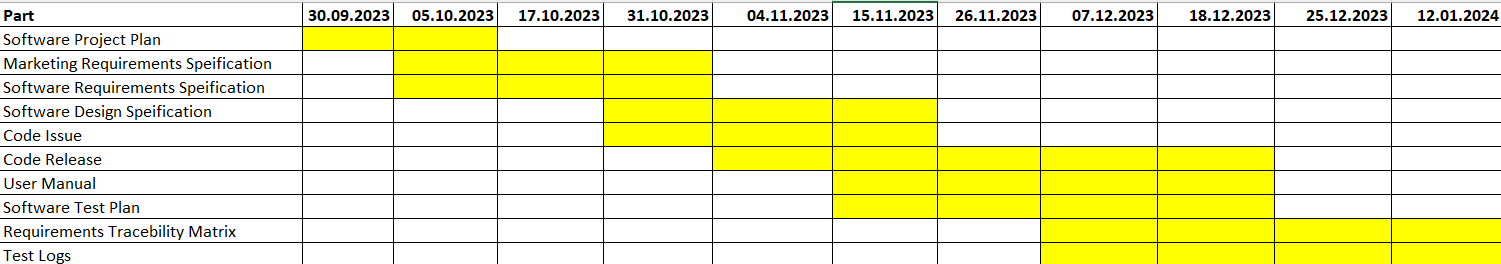 Part 30.09.2023 05.10.2023 17.10.2023 31.10.2023 04.11.2023 15.11.2023 26.11.2023 07.12.2023 18.12.2023 25.12.2023 12.01.2024
Software Project Plan
Marketing Requirements Speification
Software Requirements Speification
Software Design Speification
Code Issue
Code Release
User Manual
Software Test Plan
Requirements Tracebility Matrix
Test Logs